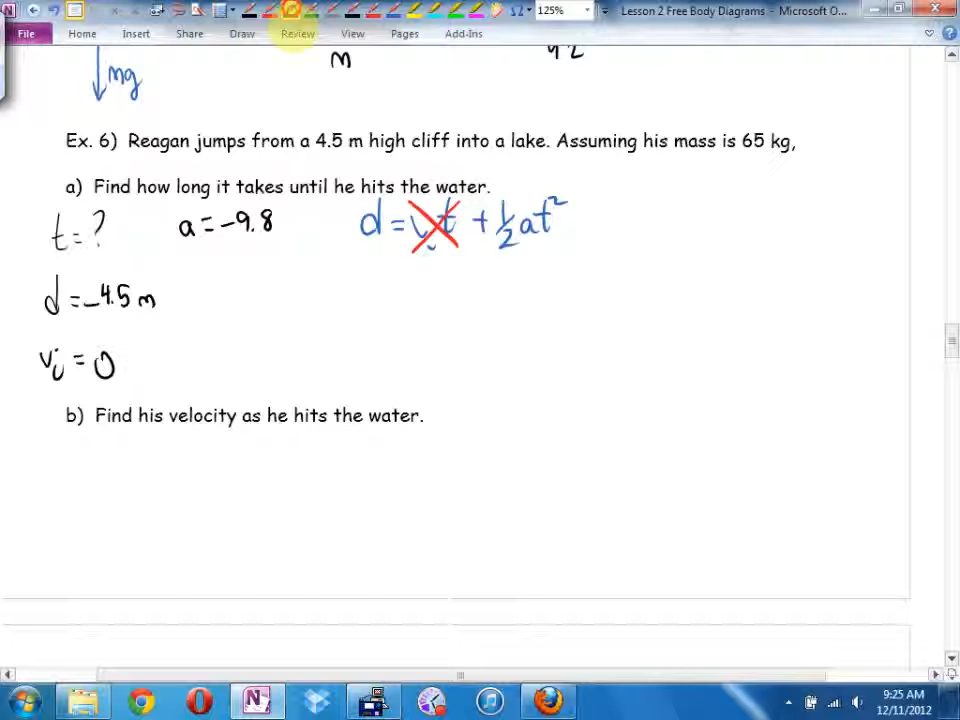 125%
Lesson 2 Free Body Diagrams - Microsoft O...
File Home Insert Share Draw Review View Pages Add-Ins
mg
m
Ex. 6) Reagan jumps from a 4.5 m high cliff into a lake. Assuming his mass is 65 kg,
a) Find how long it takes until he hits the water.
t = ? a = -9.8 d = vᵢt + ½at²
d = -4.5 m
vᵢ = 0
b) Find his velocity as he hits the water.
9:25 AM
12/11/2012